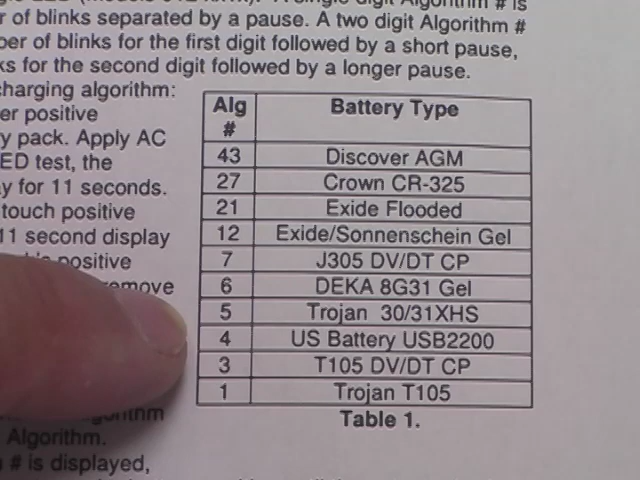 r of blinks separated by a pause. A two digit Algorithm #
ber of blinks for the first digit followed by a short pause,
ks for the second digit followed by a longer pause.
charging algorithm:
er positive
y pack. Apply AC
ED test, the
y for 11 seconds.
touch positive
11 second display
positive
remove
Algorithm.
# is displayed,
Alg # Battery Type
43 Discover AGM
27 Crown CR-325
21 Exide Flooded
12 Exide/Sonnenschein Gel
7 J305 DV/DT CP
6 DEKA 8G31 Gel
5 Trojan 30/31XHS
4 US Battery USB2200
3 T105 DV/DT CP
1 Trojan T105
Table 1.